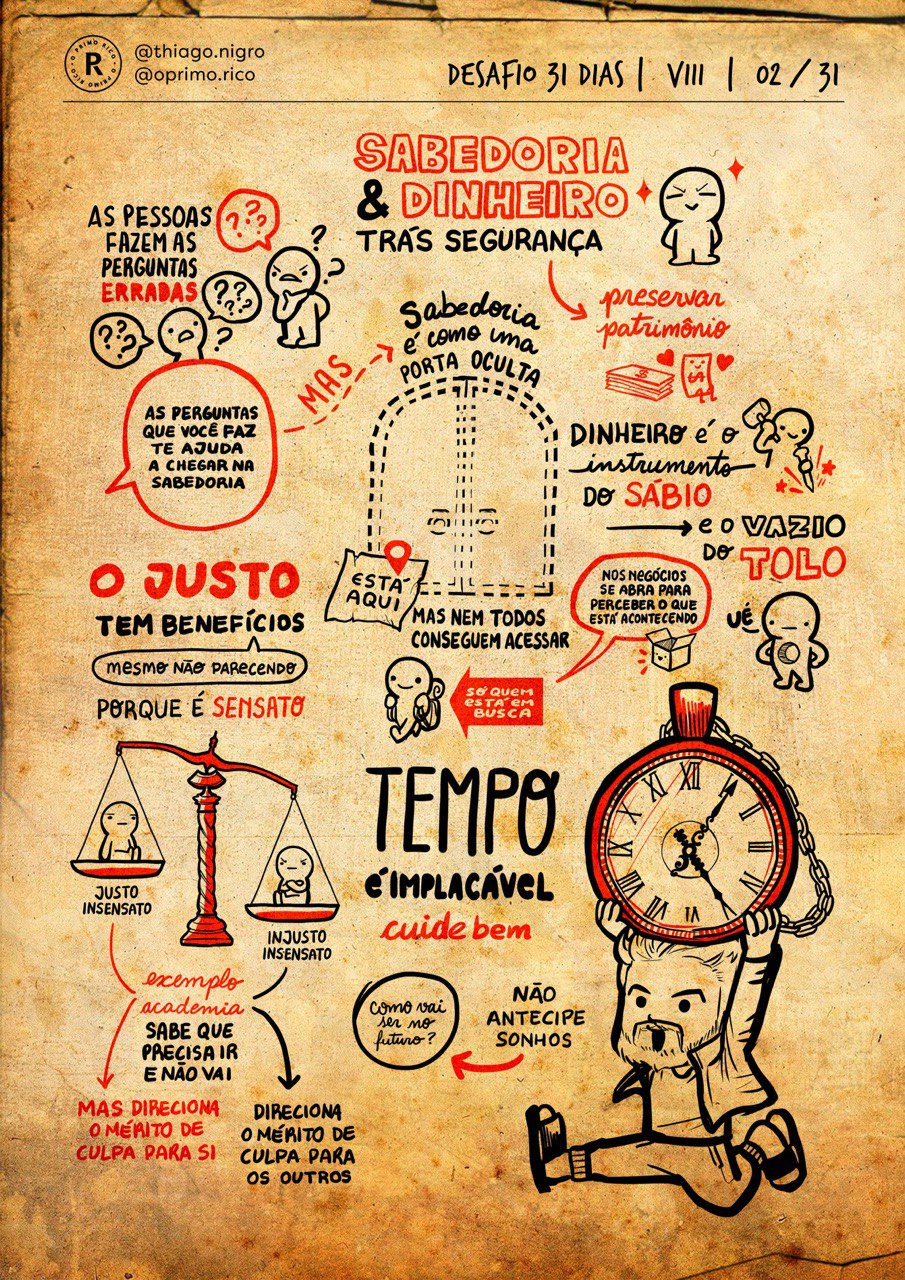 R
O PRIMO RICO • O PRIMO RICO •
@thiago.nigro
@oprimo.rico
DESAFIO 31 DIAS | VIII | 02 / 31
SABEDORIA
& DINHEIRO
TRÁS SEGURANÇA
preservar
patrimônio
AS PESSOAS
FAZEM AS
PERGUNTAS
ERRADAS
???
?
?
???
??
?
AS PERGUNTAS
QUE VOCÊ FAZ
TE AJUDA
A CHEGAR NA
SABEDORIA
MAS
Sabedoria
é como uma
PORTA OCULTA
ESTÁ
AQUI
MAS NEM TODOS
CONSEGUEM ACESSAR
SÓ QUEM
ESTÁ EM
BUSCA
DINHEIRO é o
instrumento
DO SÁBIO
e o VAZIO
DO TOLO
NOS NEGÓCIOS
SE ABRA PARA
PERCEBER O QUE
ESTÁ ACONTECENDO
UÉ
O JUSTO
TEM BENEFÍCIOS
mesmo não parecendo
PORQUE É SENSATO
JUSTO
INSENSATO
INJUSTO
INSENSATO
exemplo
academia
SABE QUE
PRECISA IR
E NÃO VAI
MAS DIRECIONA
O MÉRITO DE
CULPA PARA SI
DIRECIONA
O MÉRITO DE
CULPA PARA
OS OUTROS
TEMPO
é IMPLACÁVEL
cuide bem
Como vai
ser no
futuro?
NÃO
ANTECIPE
SONHOS